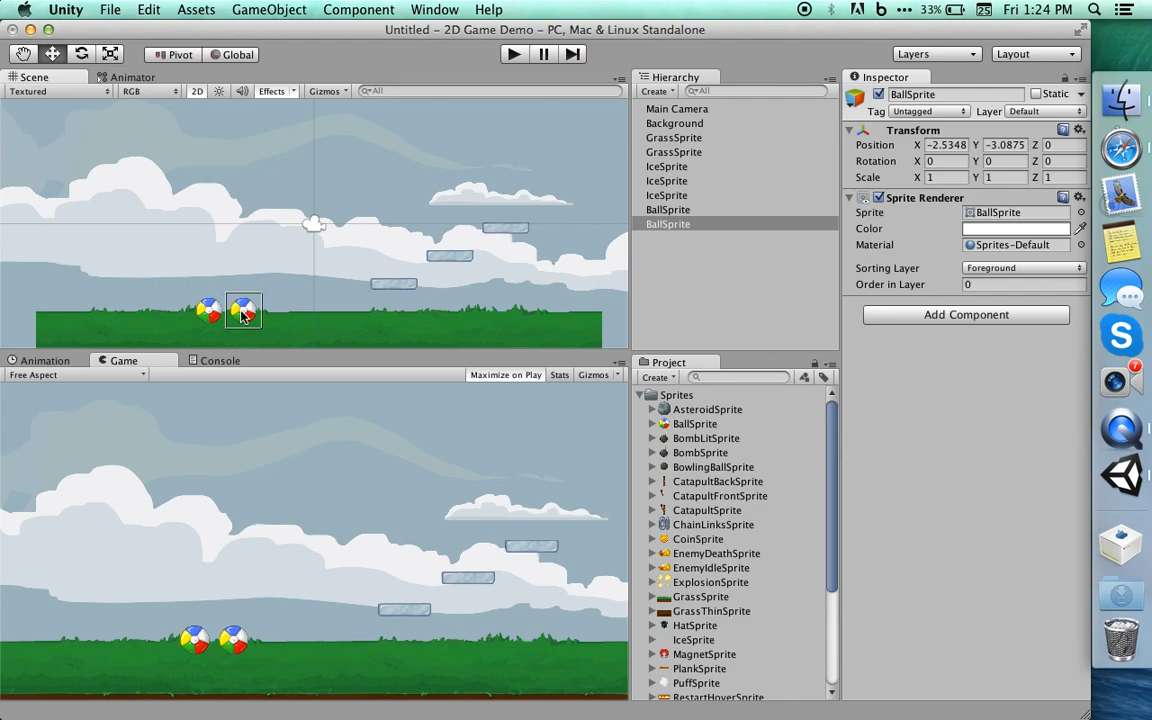 Unity File Edit Assets GameObject Component Window Help 33% 25 Fri 1:24 PM
Untitled - 2D Game Demo - PC, Mac & Linux Standalone
Pivot Global Layers Layout
Scene Animator
Textured RGB 2D Effects Gizmos All
Hierarchy
Create All
Main Camera
Background
GrassSprite
GrassSprite
IceSprite
IceSprite
IceSprite
BallSprite
BallSprite
Inspector
BallSprite Static
Tag Untagged Layer Default
Transform
Position X -2.5348 Y -3.0875 Z 0
Rotation X 0 Y 0 Z 0
Scale X 1 Y 1 Z 1
Sprite Renderer
Sprite BallSprite
Color
Material Sprites-Default
Sorting Layer Foreground
Order in Layer 0
Add Component
Animation Game Console
Free Aspect Maximize on Play Stats Gizmos
Project
Create
Sprites
AsteroidSprite
BallSprite
BombLitSprite
BombSprite
BowlingBallSprite
CatapultBackSprite
CatapultFrontSprite
CatapultSprite
ChainLinksSprite
CoinSprite
EnemyDeathSprite
EnemyIdleSprite
ExplosionSprite
GrassSprite
GrassThinSprite
HatSprite
IceSprite
MagnetSprite
PlankSprite
PuffSprite
RestartHoverSprite
7